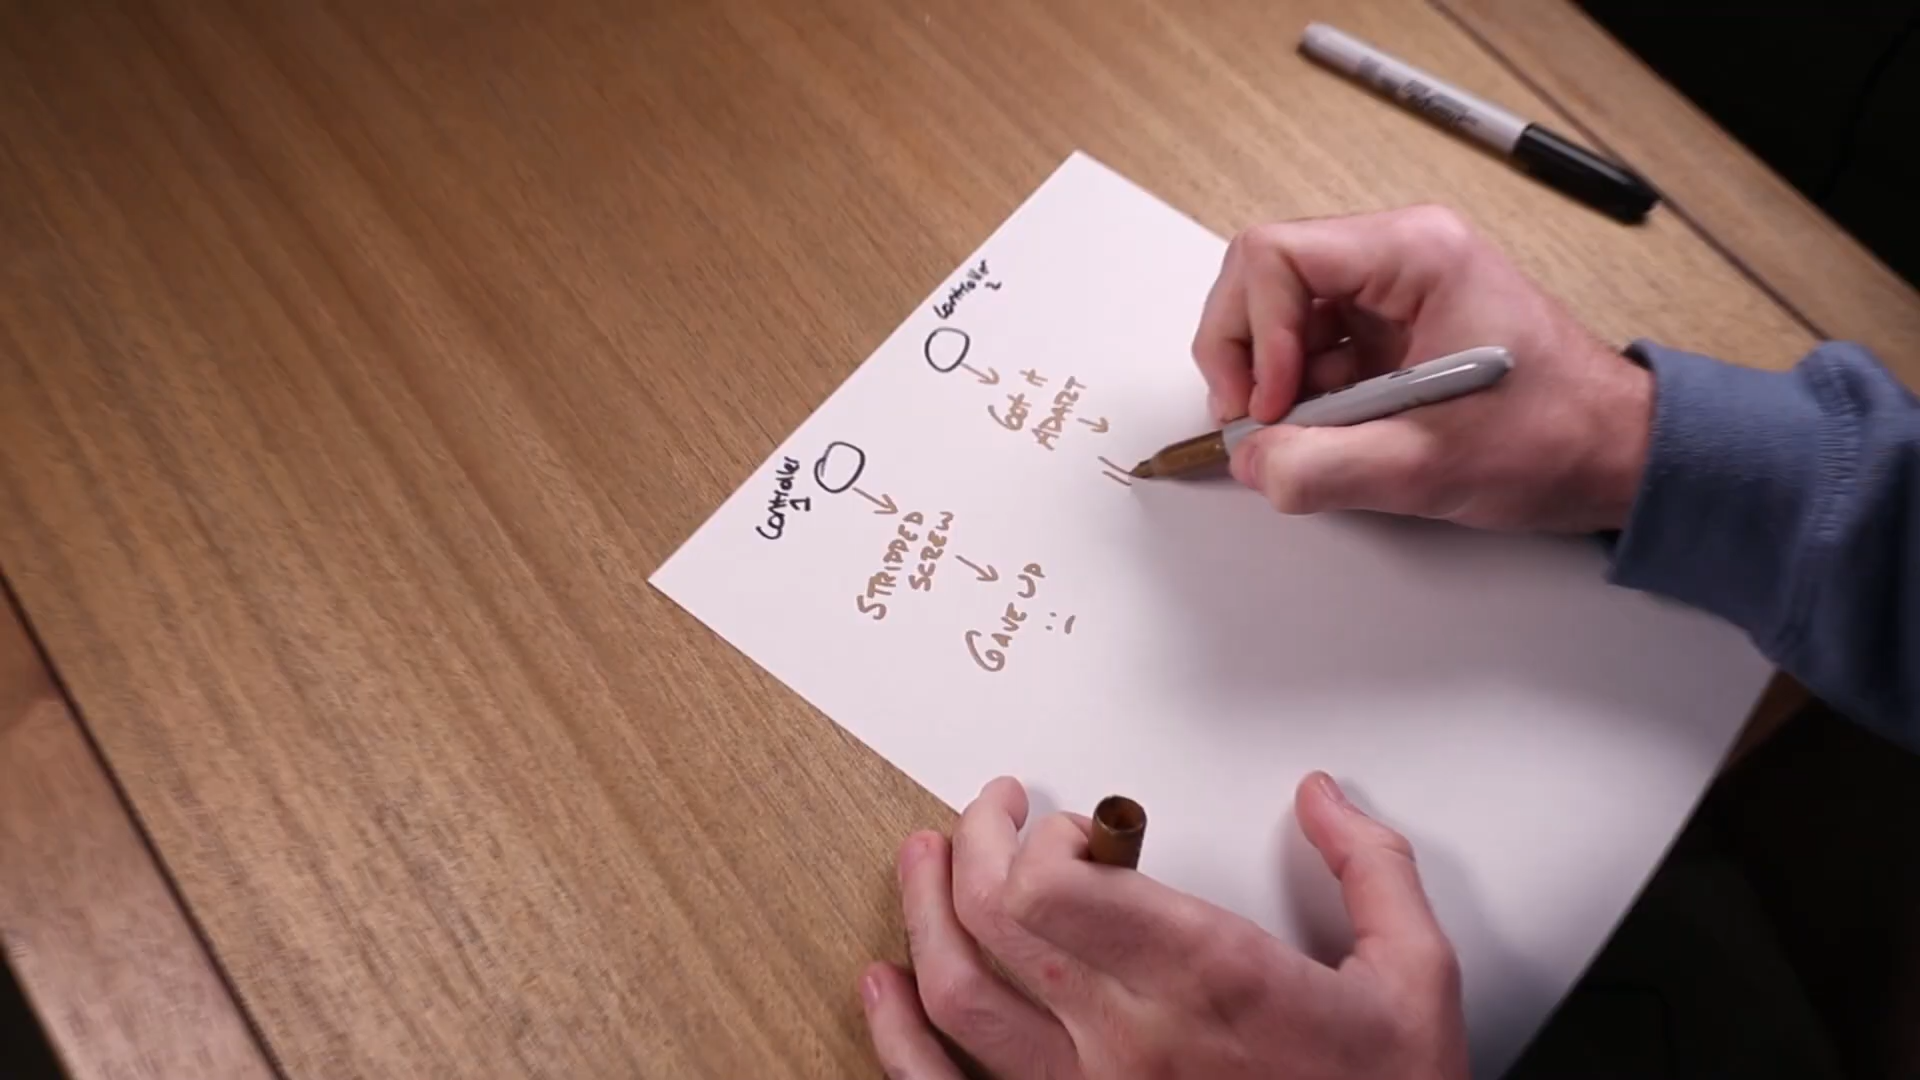 Controller
1
STRIPPED
SCREW
GAVE UP
Controller
2
Got it
APART